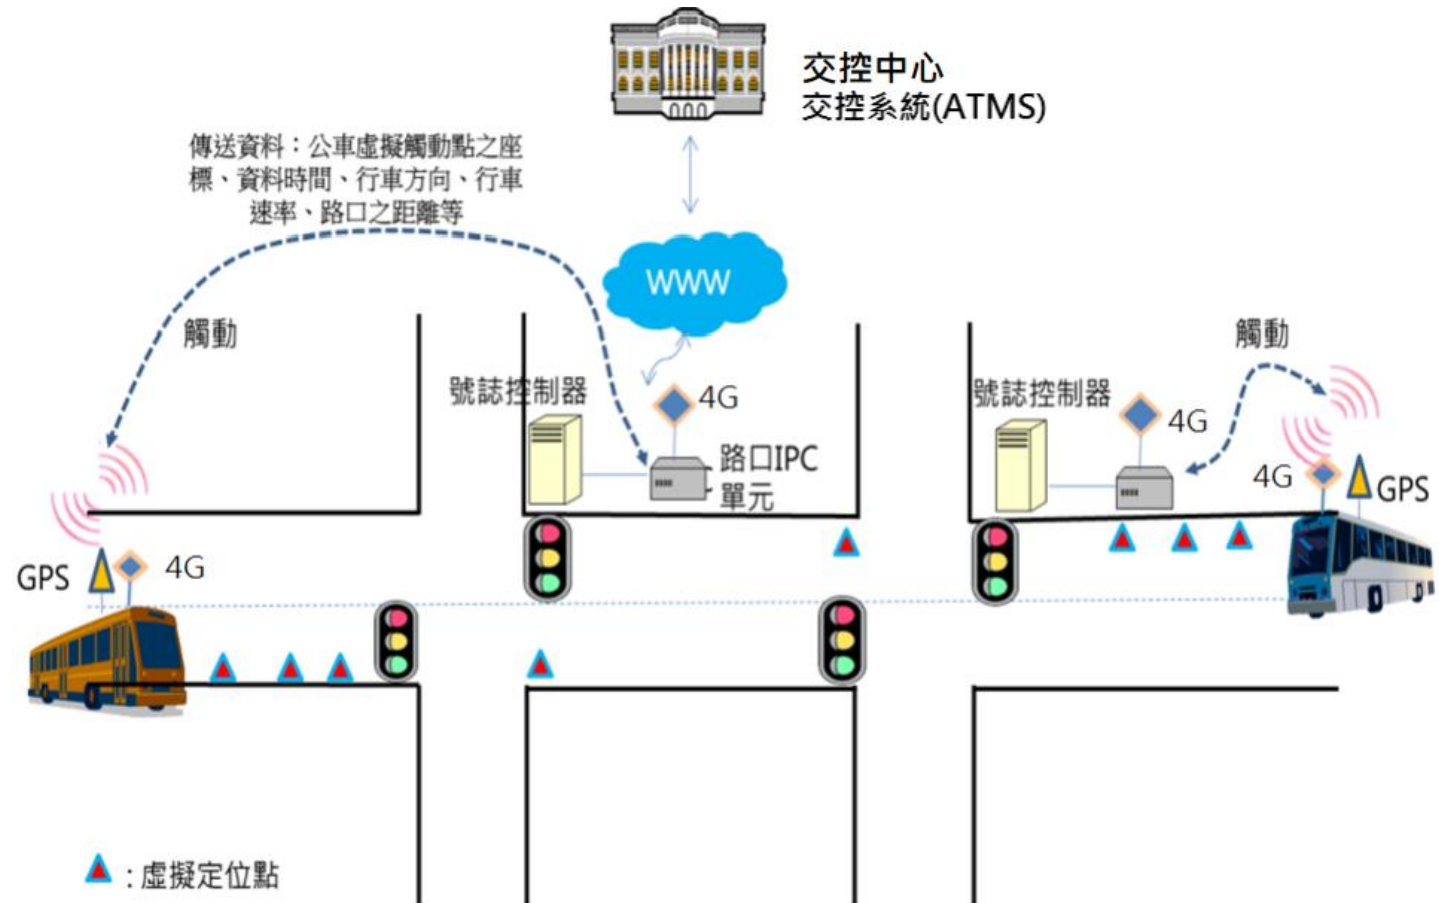 交控中心
交控系統(ATMS)
傳送資料：公車虛擬觸動點之座
標、資料時間、行車方向、行車
速率、路口之距離等
WWW
觸動
觸動
號誌控制器
4G
號誌控制器
4G
路口IPC
單元
4G
GPS
GPS
4G
：虛擬定位點